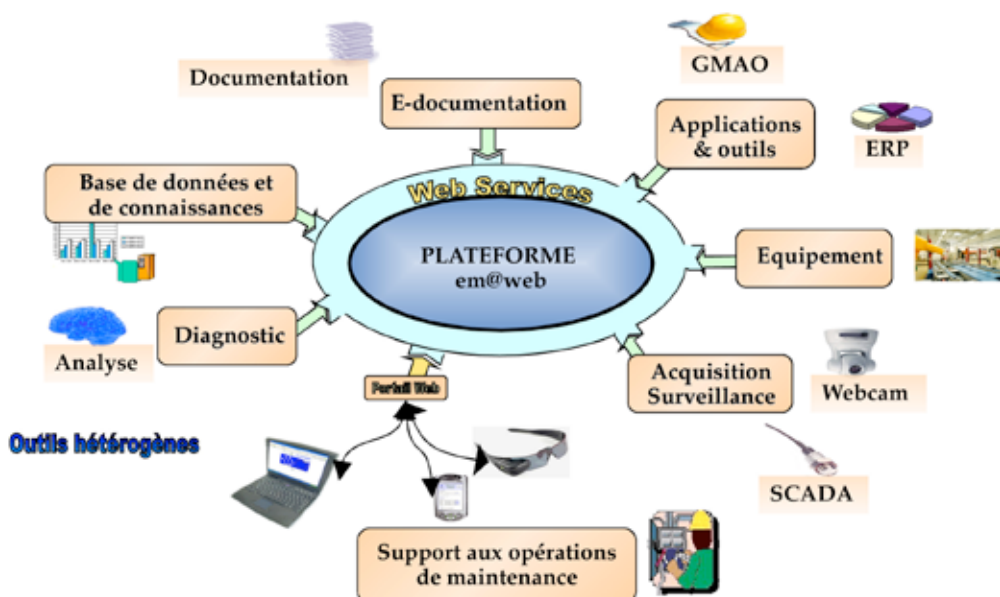 Documentation
GMAO
E-documentation
Applications
& outils
ERP
Base de données et
de connaissances
Web Services
PLATEFORME
em@web
Equipement
Diagnostic
Analyse
Acquisition
Surveillance
Webcam
Portail Web
Outils hétérogènes
SCADA
Support aux opérations
de maintenance